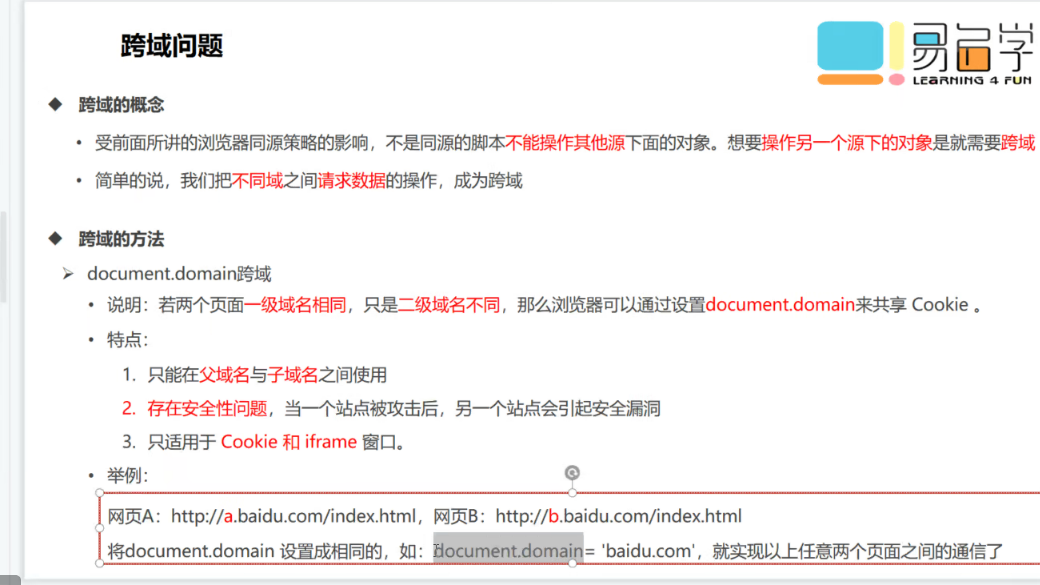 跨域问题
易名学
LEARNING 4 FUN
◆ 跨域的概念
• 受前面所讲的浏览器同源策略的影响，不是同源的脚本不能操作其他源下面的对象。想要操作另一个源下的对象是就需要跨域
• 简单的说，我们把不同域之间请求数据的操作，成为跨域
◆ 跨域的方法
➢ document.domain跨域
• 说明：若两个页面一级域名相同，只是二级域名不同，那么浏览器可以通过设置document.domain来共享 Cookie 。
• 特点：
1. 只能在父域名与子域名之间使用
2. 存在安全性问题，当一个站点被攻击后，另一个站点会引起安全漏洞
3. 只适用于 Cookie 和 iframe 窗口。
• 举例：
网页A：http://a.baidu.com/index.html，网页B：http://b.baidu.com/index.html
将document.domain 设置成相同的，如：document.domain= 'baidu.com'，就实现以上任意两个页面之间的通信了